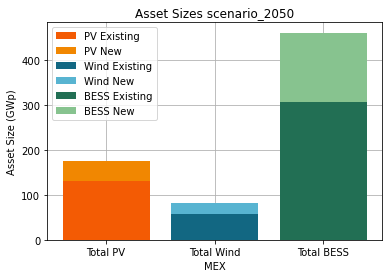 Asset Sizes scenario_2050
PV Existing
PV New
Wind Existing
Wind New
BESS Existing
BESS New
Asset Size (GWp)
400
300
200
100
0
Total PV
Total Wind
Total BESS
MEX